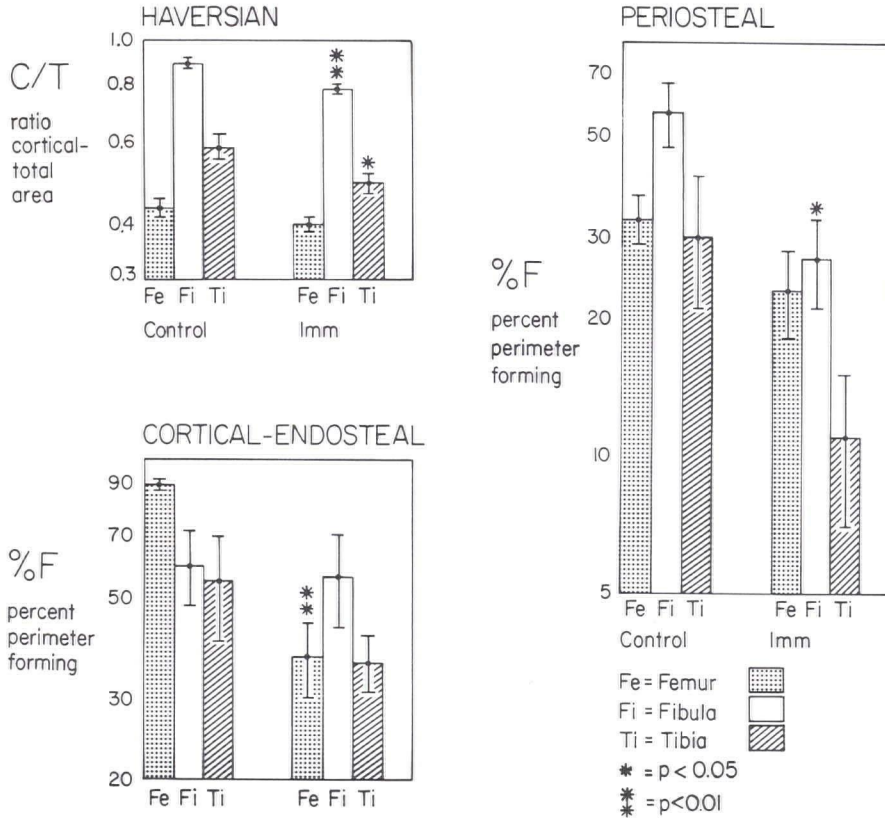 HAVERSIAN
C/T
ratio
cortical-
total
area
1.0
0.8
0.6
0.4
0.3
**
*
Fe Fi Ti
Fe Fi Ti
Control
Imm
CORTICAL-ENDOSTEAL
%F
percent
perimeter
forming
90
70
50
30
20
**
Fe Fi Ti
Fe Fi Ti
PERIOSTEAL
%F
percent
perimeter
forming
70
50
30
20
10
5
*
Fe Fi Ti
Fe Fi Ti
Control
Imm
Fe = Femur
Fi = Fibula
Ti = Tibia
* = p < 0.05
** = p<0.01